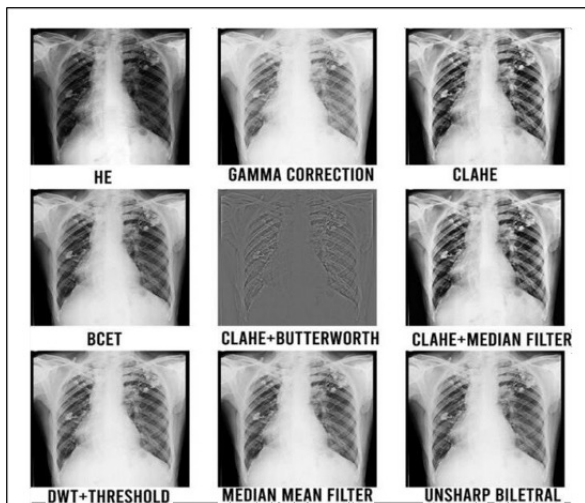 HE
GAMMA CORRECTION
CLAHE
BCET
CLAHE+BUTTERWORTH
CLAHE+MEDIAN FILTER
DWT+THRESHOLD
MEDIAN MEAN FILTER
UNSHARP BILETRAL